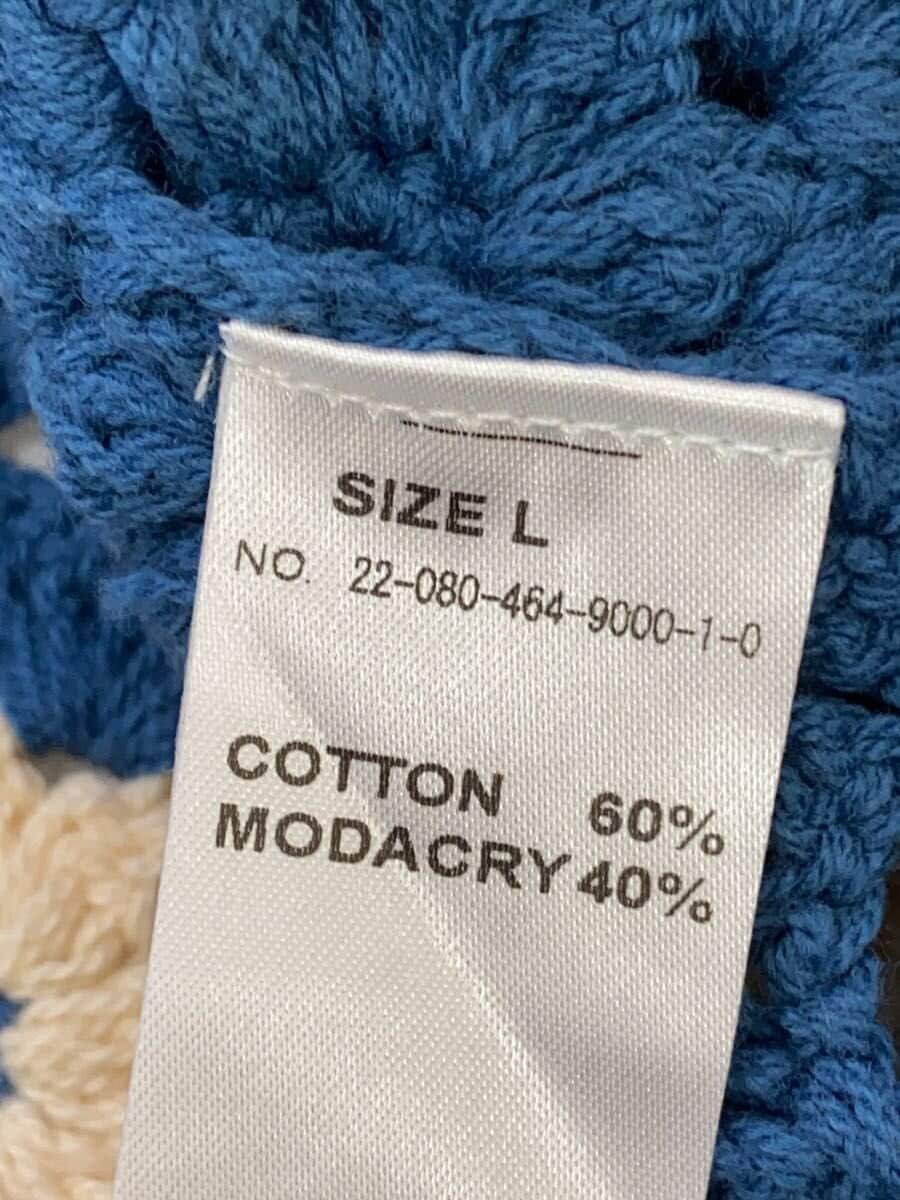 SIZE L
NO. 22-080-464-9000-1-0
COTTON 60%
MODACRY 40%